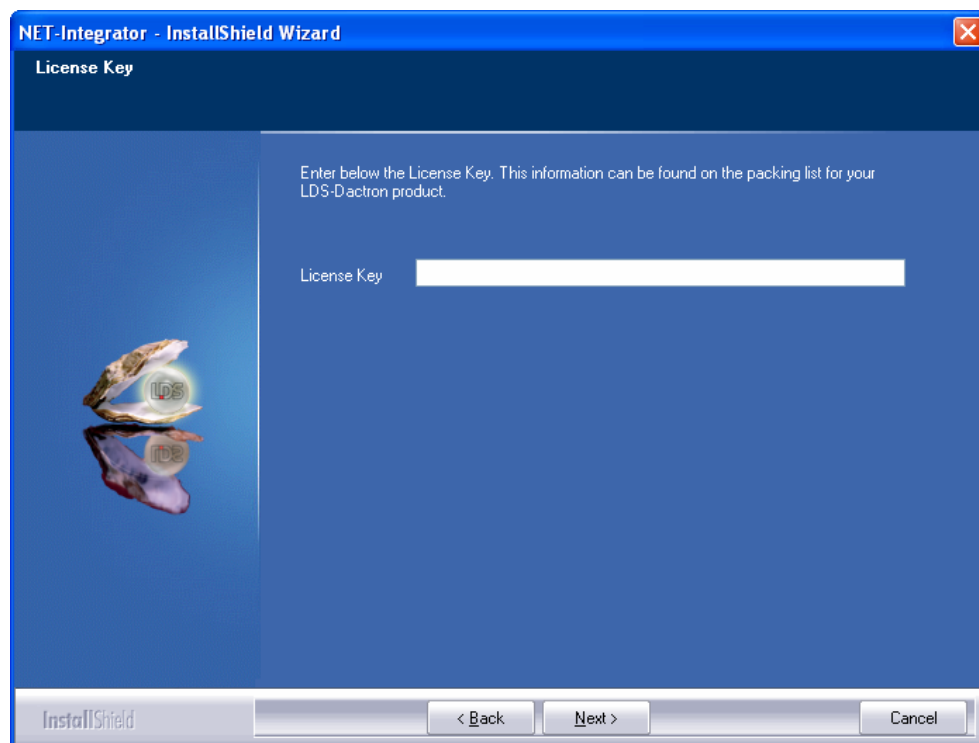 NET-Integrator - InstallShield Wizard
License Key
Enter below the License Key. This information can be found on the packing list for your
LDS-Dactron product.
License Key
LDS
InstallShield
< Back
Next >
Cancel